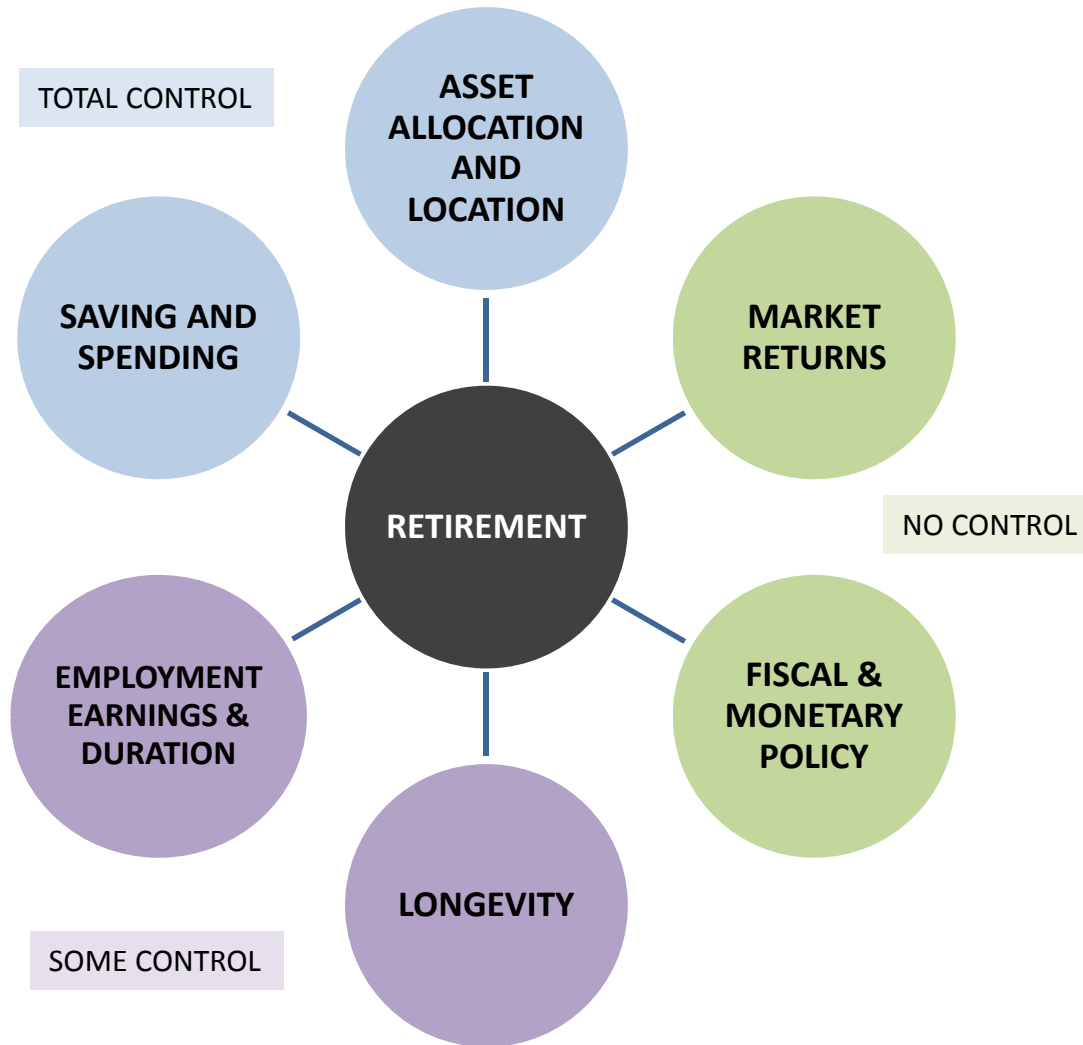 TOTAL CONTROL
ASSET
ALLOCATION
AND
LOCATION
SAVING AND
SPENDING
MARKET
RETURNS
RETIREMENT
NO CONTROL
EMPLOYMENT
EARNINGS &
DURATION
FISCAL &
MONETARY
POLICY
LONGEVITY
SOME CONTROL